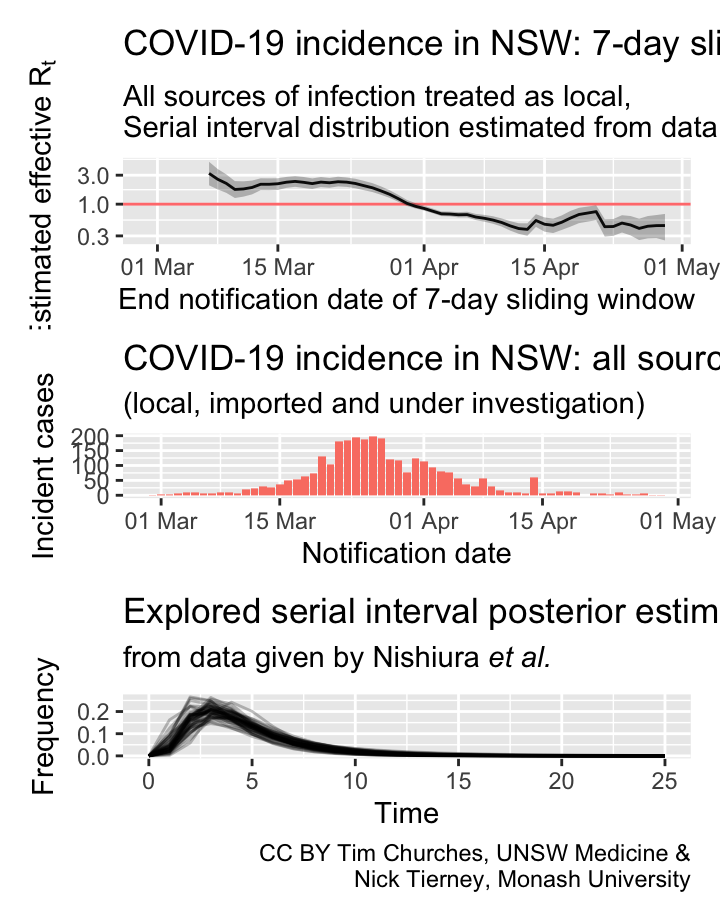 COVID-19 incidence in NSW: 7-day sli
All sources of infection treated as local,
Serial interval distribution estimated from data
:stimated effective Rt
3.0
1.0
0.3
01 Mar 15 Mar 01 Apr 15 Apr 01 May
End notification date of 7-day sliding window
COVID-19 incidence in NSW: all sourc
(local, imported and under investigation)
Incident cases
200
150
100
50
0
01 Mar 15 Mar 01 Apr 15 Apr 01 May
Notification date
Explored serial interval posterior estim
from data given by Nishiura et al.
Frequency
0.2
0.1
0.0
0 5 10 15 20 25
Time
CC BY Tim Churches, UNSW Medicine &
Nick Tierney, Monash University